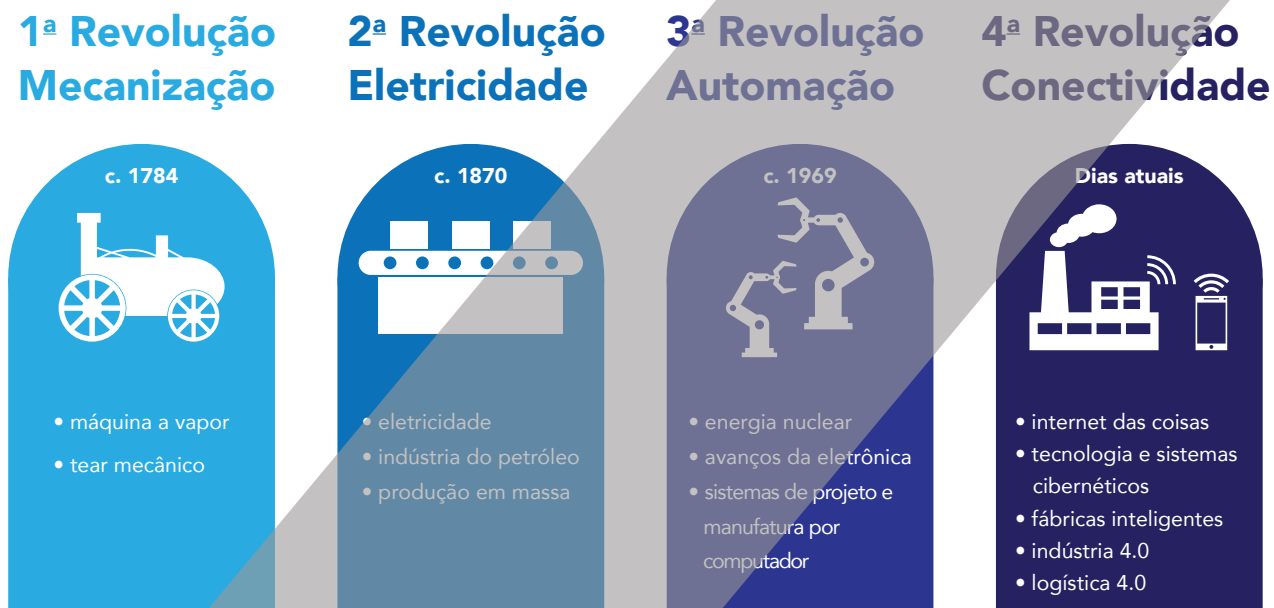 1ª Revolução
Mecanização
c. 1784
• máquina a vapor
• tear mecânico
2ª Revolução
Eletricidade
c. 1870
• eletricidade
• indústria do petróleo
• produção em massa
3ª Revolução
Automação
c. 1969
• energia nuclear
• avanços da eletrônica
• sistemas de projeto e
manufatura por
computador
4ª Revolução
Conectividade
Dias atuais
• internet das coisas
• tecnologia e sistemas
cibernéticos
• fábricas inteligentes
• indústria 4.0
• logística 4.0